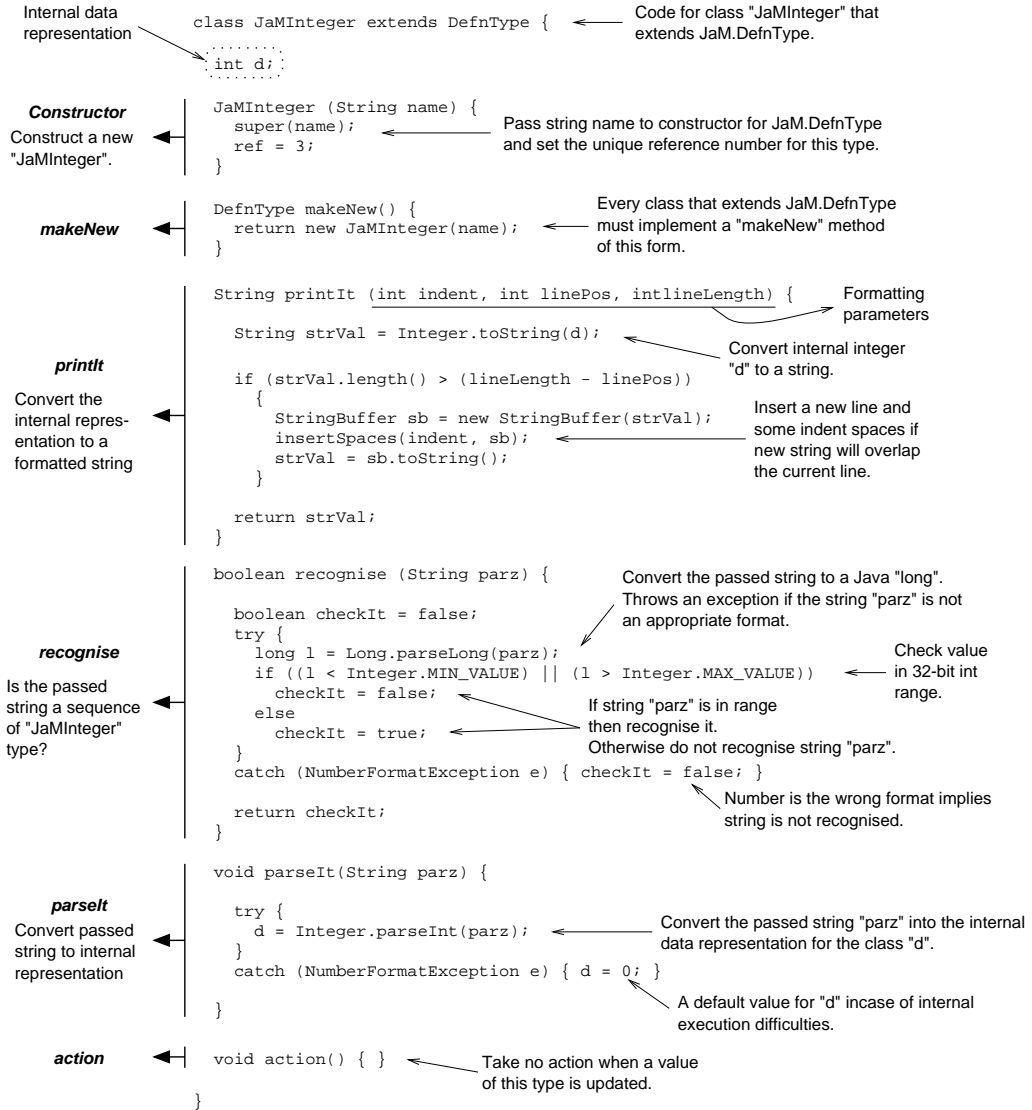 Internal data
representation
class JaMInteger extends DefnType {
Code for class "JaMInteger" that
extends JaM.DefnType.
int d;
Constructor
Construct a new
"JaMInteger".
JaMInteger (String name) {
super(name);
ref = 3;
}
Pass string name to constructor for JaM.DefnType
and set the unique reference number for this type.
makeNew
DefnType makeNew() {
return new JaMInteger(name);
}
Every class that extends JaM.DefnType
must implement a "makeNew" method
of this form.
printIt
Convert the
internal repres-
entation to a
formatted string
String printIt (int indent, int linePos, intlineLength) {
Formatting
parameters
String strVal = Integer.toString(d);
Convert internal integer
"d" to a string.
if (strVal.length() > (lineLength - linePos))
{
StringBuffer sb = new StringBuffer(strVal);
insertSpaces(indent, sb);
strVal = sb.toString();
}
Insert a new line and
some indent spaces if
new string will overlap
the current line.
return strVal;
}
recognise
Is the passed
string a sequence
of "JaMInteger"
type?
boolean recognise (String parz) {
Convert the passed string to a Java "long".
Throws an exception if the string "parz" is not
an appropriate format.
boolean checkIt = false;
try {
long l = Long.parseLong(parz);
if ((l < Integer.MIN_VALUE) || (l > Integer.MAX_VALUE))
checkIt = false;
else
checkIt = true;
}
Check value
in 32-bit int
range.
If string "parz" is in range
then recognise it.
Otherwise do not recognise string "parz".
catch (NumberFormatException e) { checkIt = false; }
Number is the wrong format implies
string is not recognised.
return checkIt;
}
parseIt
Convert passed
string to internal
representation
void parseIt(String parz) {
try {
d = Integer.parseInt(parz);
}
Convert the passed string "parz" into the internal
data representation for the class "d".
catch (NumberFormatException e) { d = 0; }
A default value for "d" incase of internal
execution difficulties.
}
action
void action() { }
Take no action when a value
of this type is updated.
}